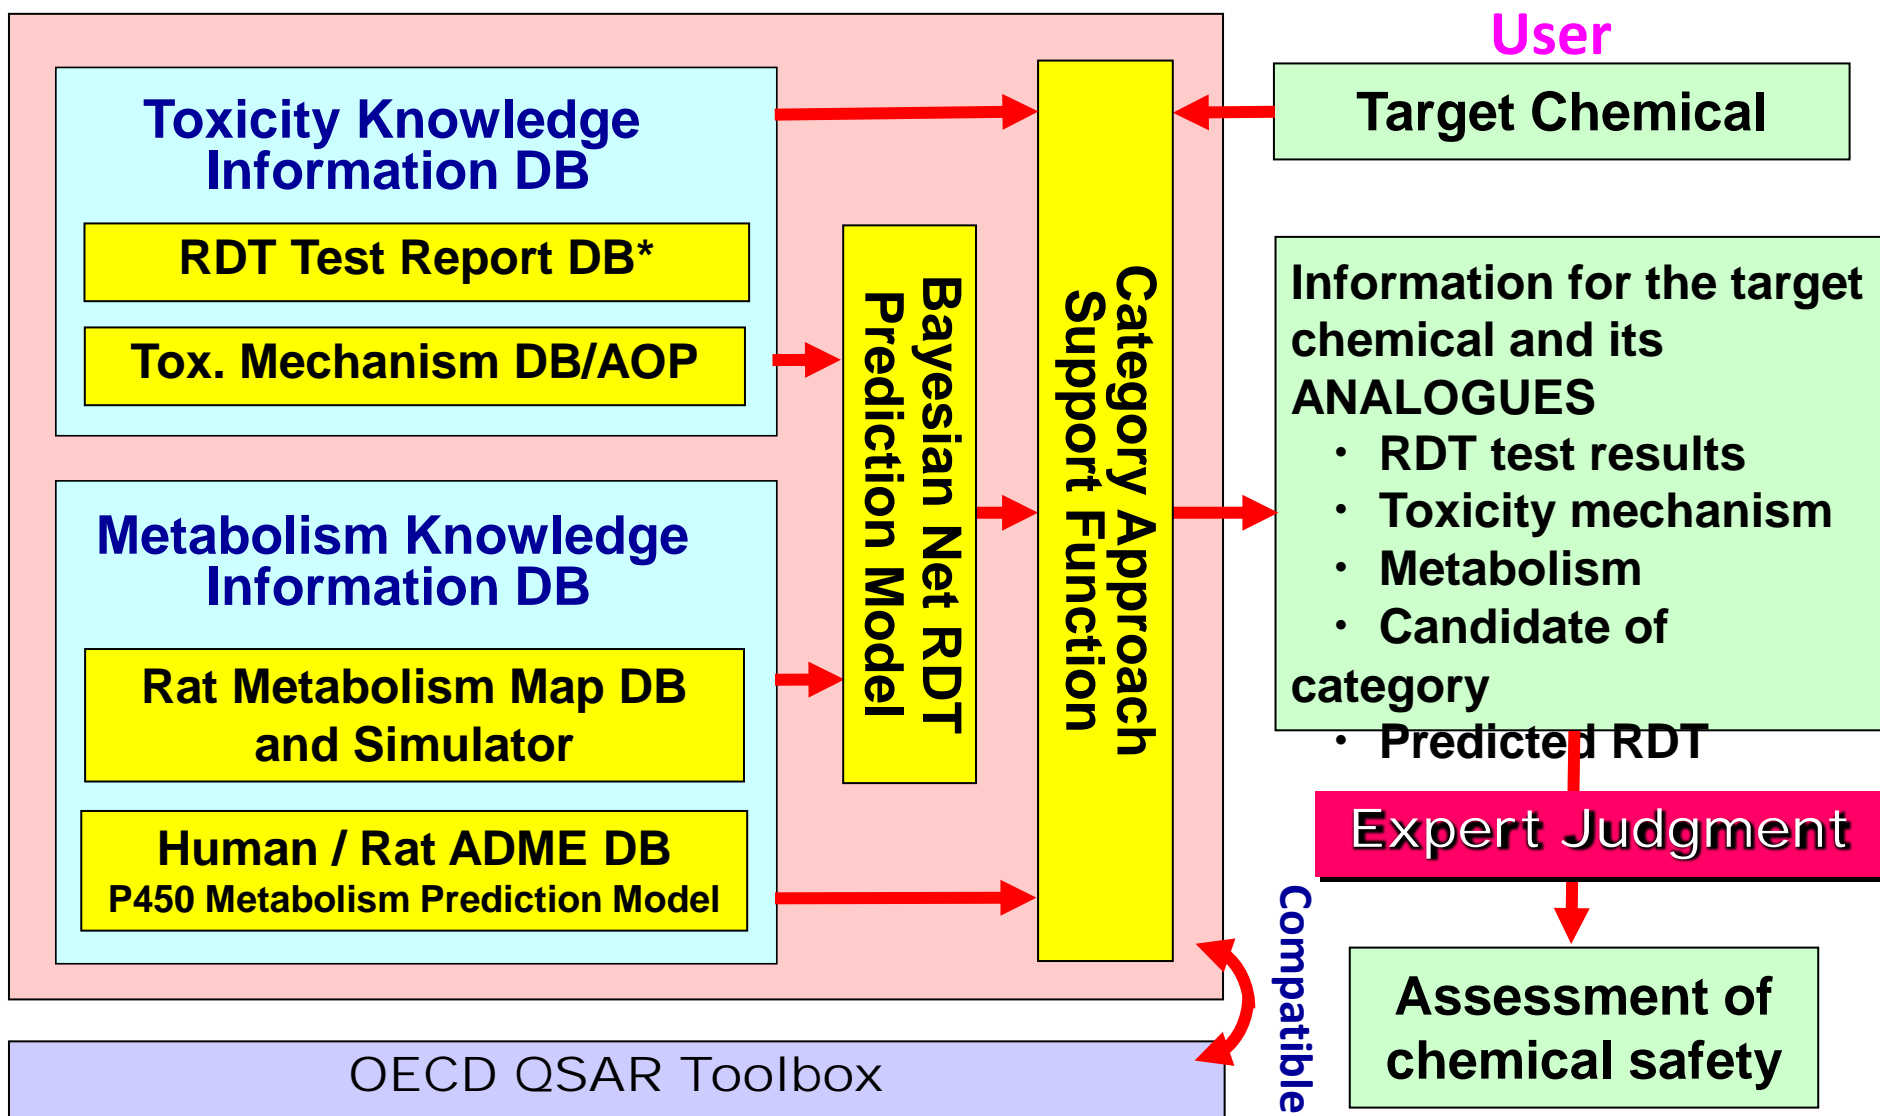 User
Toxicity Knowledge
Information DB
RDT Test Report DB*
Tox. Mechanism DB/AOP
Metabolism Knowledge
Information DB
Rat Metabolism Map DB
and Simulator
Human / Rat ADME DB
P450 Metabolism Prediction Model
Bayesian Net RDT
Prediction Model
Category Approach
Support Function
Target Chemical
Information for the target
chemical and its
ANALOGUES
・ RDT test results
・ Toxicity mechanism
・ Metabolism
・ Candidate of
category
・ Predicted RDT
Expert Judgment
Assessment of
chemical safety
Compatible
OECD QSAR Toolbox